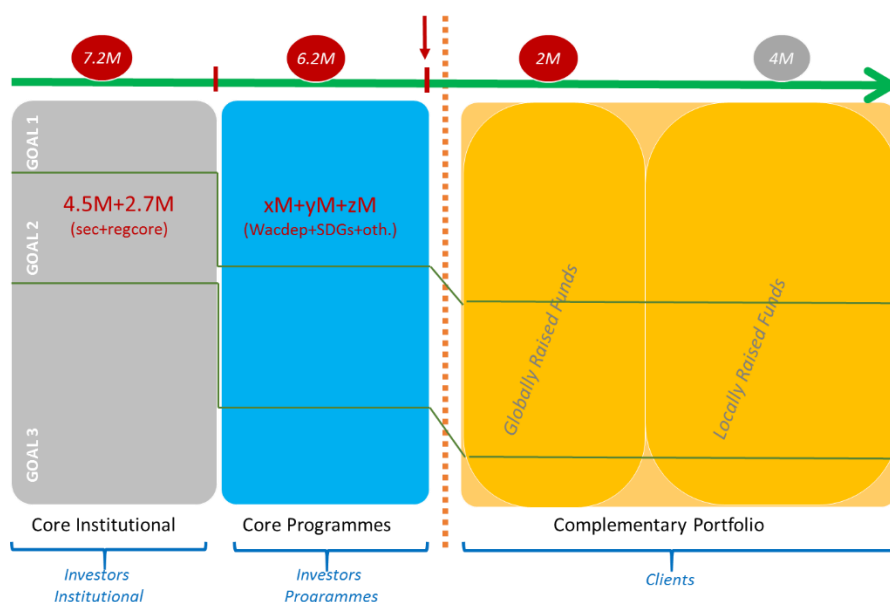 7.2M
6.2M
2M
4M
GOAL 1
GOAL 2
GOAL 3
4.5M+2.7M
(sec+regcore)
xM+yM+zM
(Wacdep+SDGs+oth.)
Globally Raised Funds
Locally Raised Funds
Core Institutional
Core Programmes
Complementary Portfolio
Investors
Institutional
Investors
Programmes
Clients